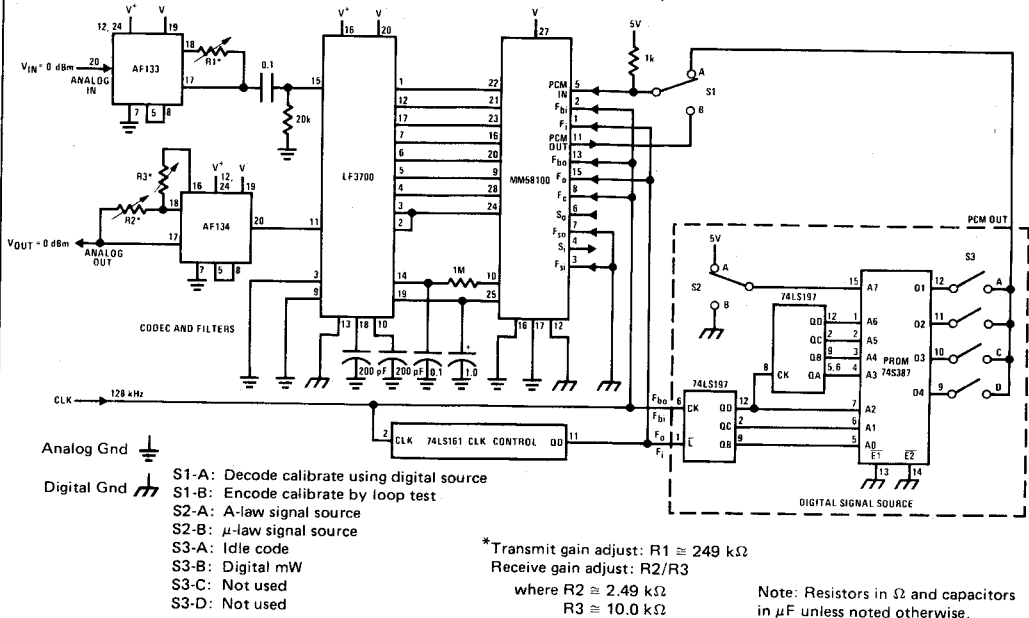 V+ V
12, 24 19
18
R1*
VIN = 0 dBm 20
ANALOG IN
AF133
17
0.1
20k
7 5 8
V+ V
16 20
15
LF3700
1 22
12 21
17 23
7 16
6 20
5 9
4 28
3 24
2
11
3
9
14 1M 10
19 25
13 18 10
200 pF 200 pF 0.1 1.0
V
27
MM58100
PCM IN 5
Fbi 2
Fi 1
PCM OUT 11
Fbo 13
Fo 15
Fc 8
So 6
Fso 7
Si 4
Fsi 3
16 17 12
5V
1k
A
S1
B
R3*
R2*
16
V+ V
12, 24 19
18
AF134
20
17
VOUT = 0 dBm
ANALOG OUT
7 5 8
CODEC AND FILTERS
CLK 128 kHz
2 CLK 74LS161 CLK CONTROL QD 11
Fbo
Fbi
Fo
Fi
PCM OUT
5V
A
S2
B
74LS197
QD 12 1 A6
QC 2 2 A5
QB 9 3 A4
QA 5,6 4 A3
8 CK
15 A7
PROM 74S387
O1 12
O2 11
O3 10
O4 9
S3
A
C
D
74LS197
6 CK QD 12 7 A2
QC 2 6 A1
1 L QB 9 5 A0
E1 E2
13 14
DIGITAL SIGNAL SOURCE
Analog Gnd
Digital Gnd
S1-A: Decode calibrate using digital source
S1-B: Encode calibrate by loop test
S2-A: A-law signal source
S2-B: μ-law signal source
S3-A: Idle code
S3-B: Digital mW
S3-C: Not used
S3-D: Not used
*Transmit gain adjust: R1 ≅ 249 kΩ
Receive gain adjust: R2/R3
where R2 ≅ 2.49 kΩ
R3 ≅ 10.0 kΩ
Note: Resistors in Ω and capacitors
in μF unless noted otherwise.